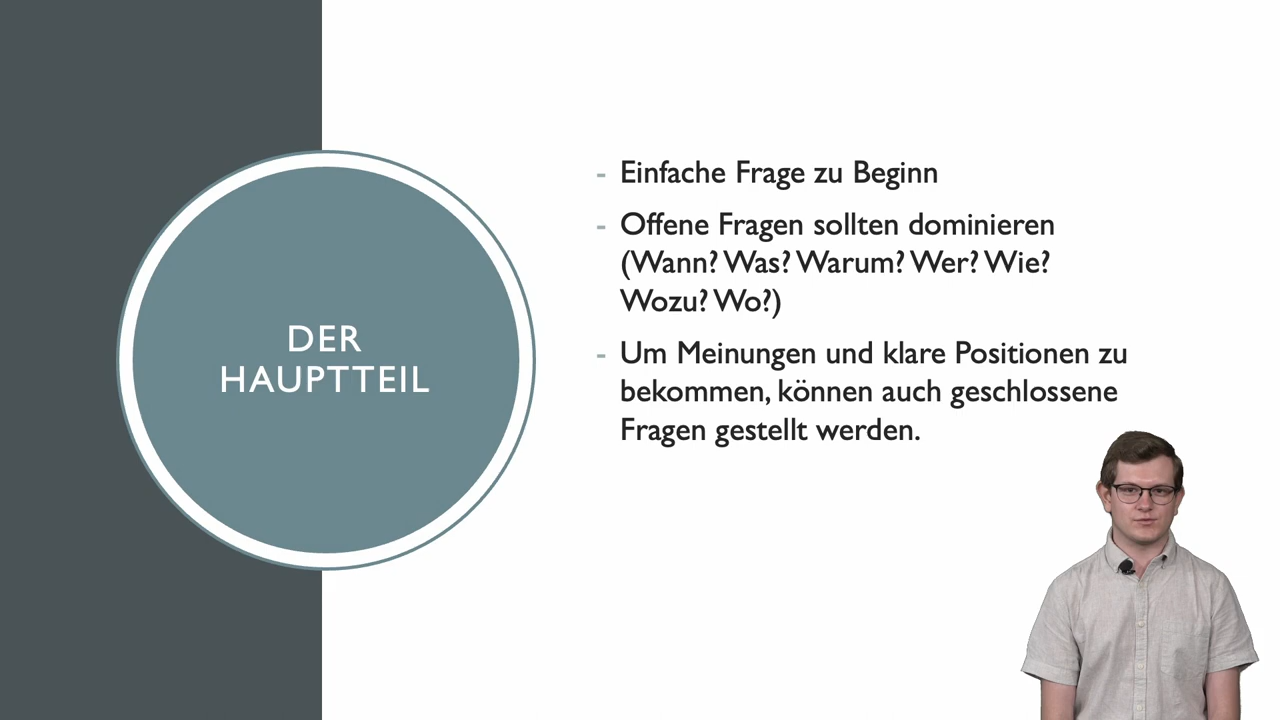 DER
HAUPTTEIL
- Einfache Frage zu Beginn
- Offene Fragen sollten dominieren
(Wann? Was? Warum? Wer? Wie?
Wozu? Wo?)
- Um Meinungen und klare Positionen zu
bekommen, können auch geschlossene
Fragen gestellt werden.